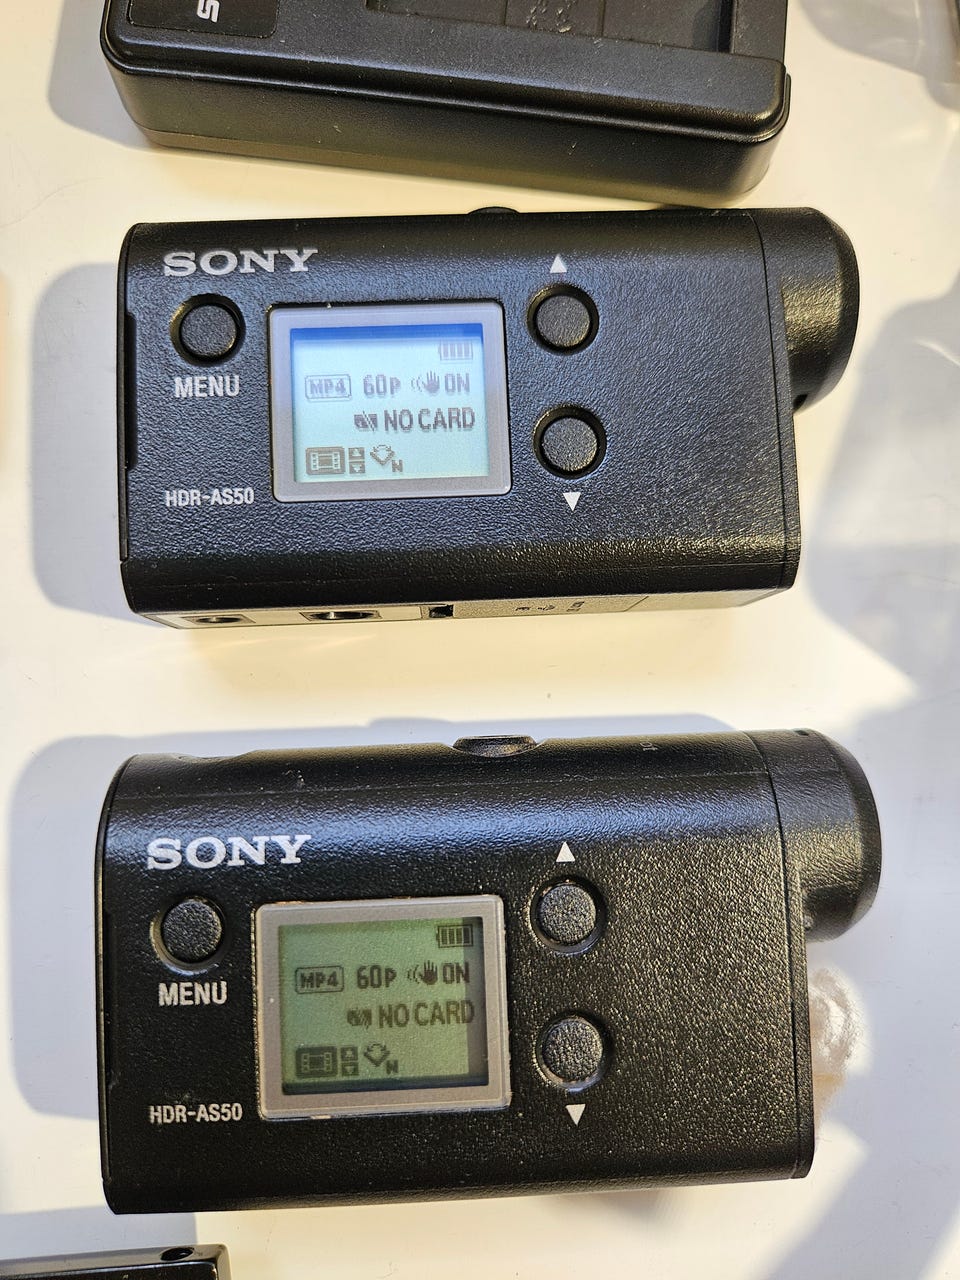 S
SONY
MENU
MP4 60P ON
NO CARD
N
HDR-AS50
SONY
MENU
MP4 60P ON
NO CARD
N
HDR-AS50